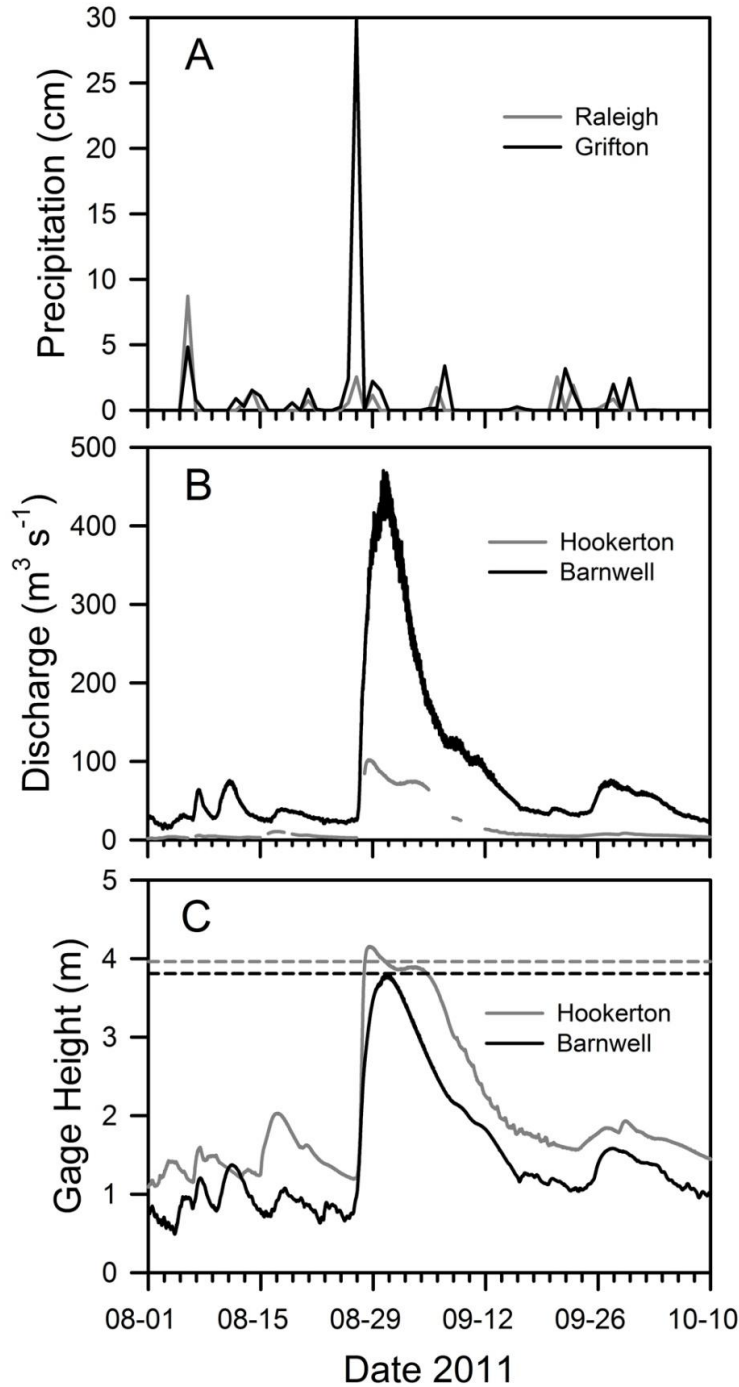 A
Precipitation (cm)
30
25
20
15
10
5
0
Raleigh
Grifton
B
Discharge (m³ s⁻¹)
500
400
300
200
100
0
Hookerton
Barnwell
C
Gage Height (m)
5
4
3
2
1
0
Hookerton
Barnwell
08-01 08-15 08-29 09-12 09-26 10-10
Date 2011